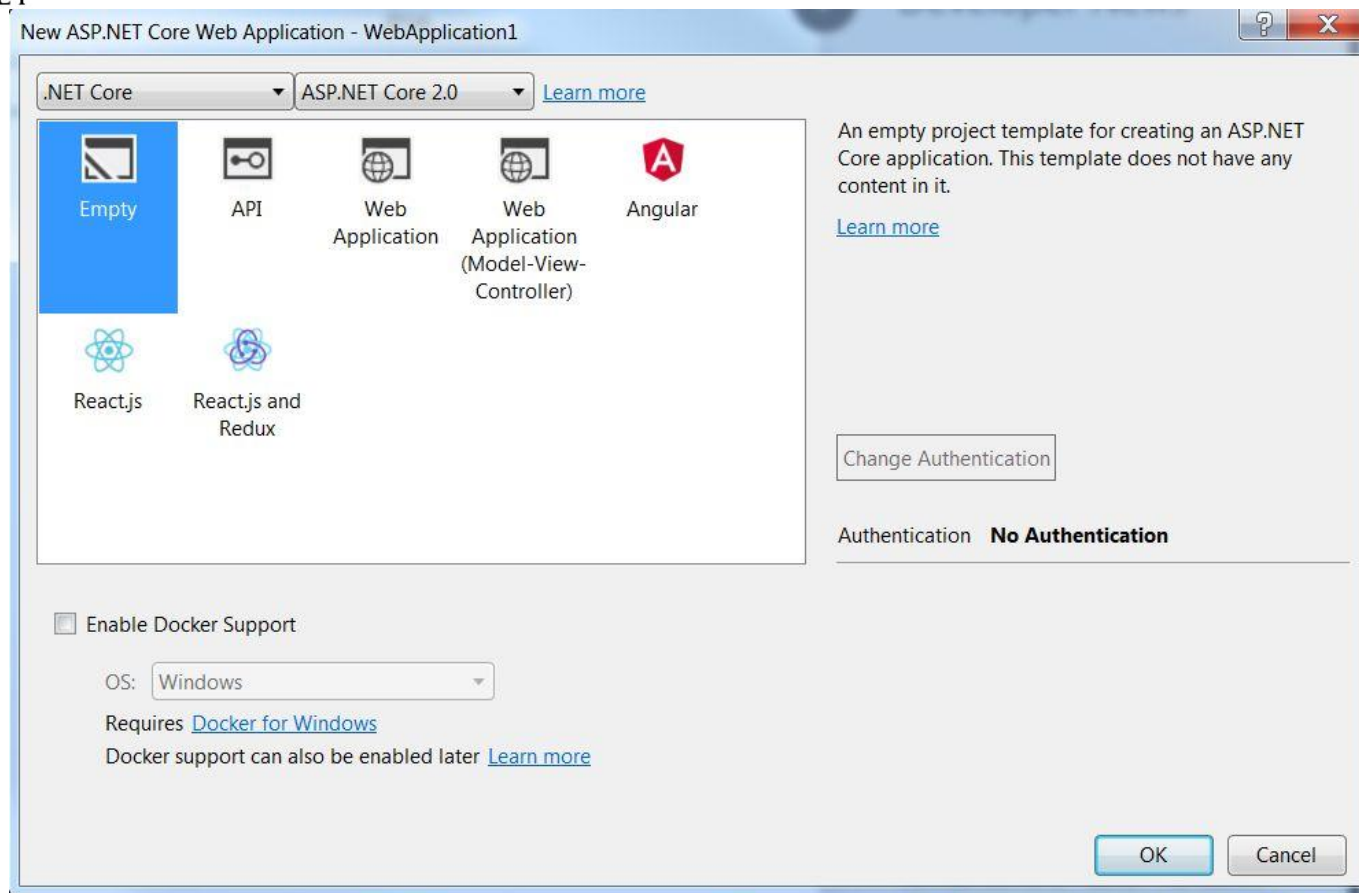 New ASP.NET Core Web Application - WebApplication1
.NET Core
ASP.NET Core 2.0
Learn more
Empty
API
Web
Application
Web
Application
(Model-View-
Controller)
Angular
React.js
React.js and
Redux
An empty project template for creating an ASP.NET
Core application. This template does not have any
content in it.
Learn more
Change Authentication
Authentication No Authentication
Enable Docker Support
OS: Windows
Requires Docker for Windows
Docker support can also be enabled later Learn more
OK
Cancel